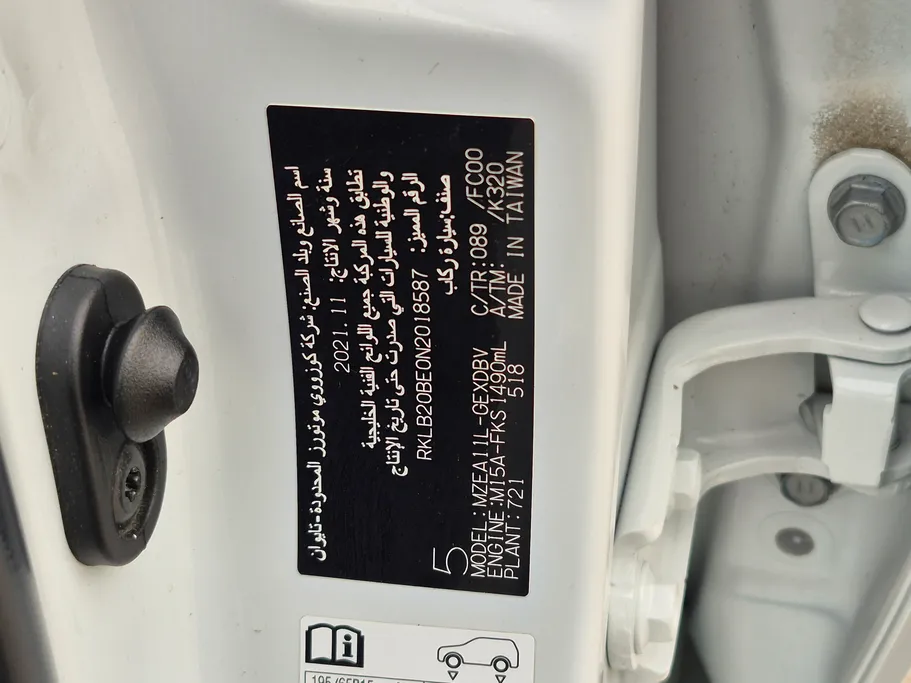 اسم الصانع وبلد الصنع: شركة كوزرووي موتورز المحدودة-تايوان
سنة وشهر الانتاج: 2021.11
تطابق هذه المركبة جميع اللوائح الفنية الخليجية
والوطنية للسيارات التي صدرت حتى تاريخ الإنتاج
الرقم المميز: RKLB20BE0N2018587
صنف:سيارة ركاب
5
MODEL:MZEA11L-GEXDBV C/TR:089 /FC00
ENGINE:M15A-FKS 1490mL A/TM: /K320
PLANT:721 518 MADE IN TAIWAN